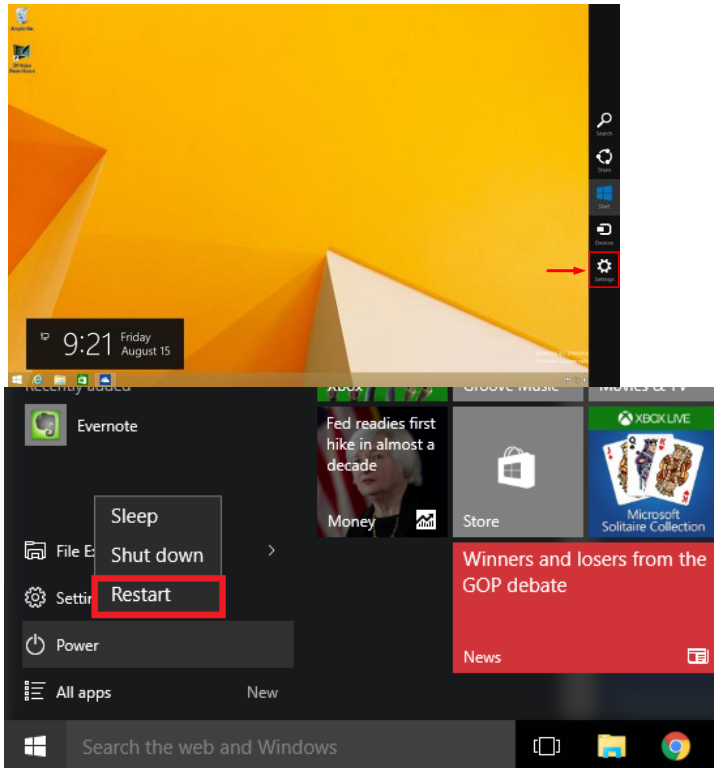 Search
Share
Start
Devices
Settings
9:21
Friday
August 15
Recently added
Evernote
Sleep
Shut down
Restart
File E
Settin
Power
All apps
New
Xbox
Groove Music
Movies & TV
Fed readies first
hike in almost a
decade
Money
Store
XBOX LIVE
Microsoft
Solitaire Collection
Winners and losers from the
GOP debate
News
Search the web and Windows